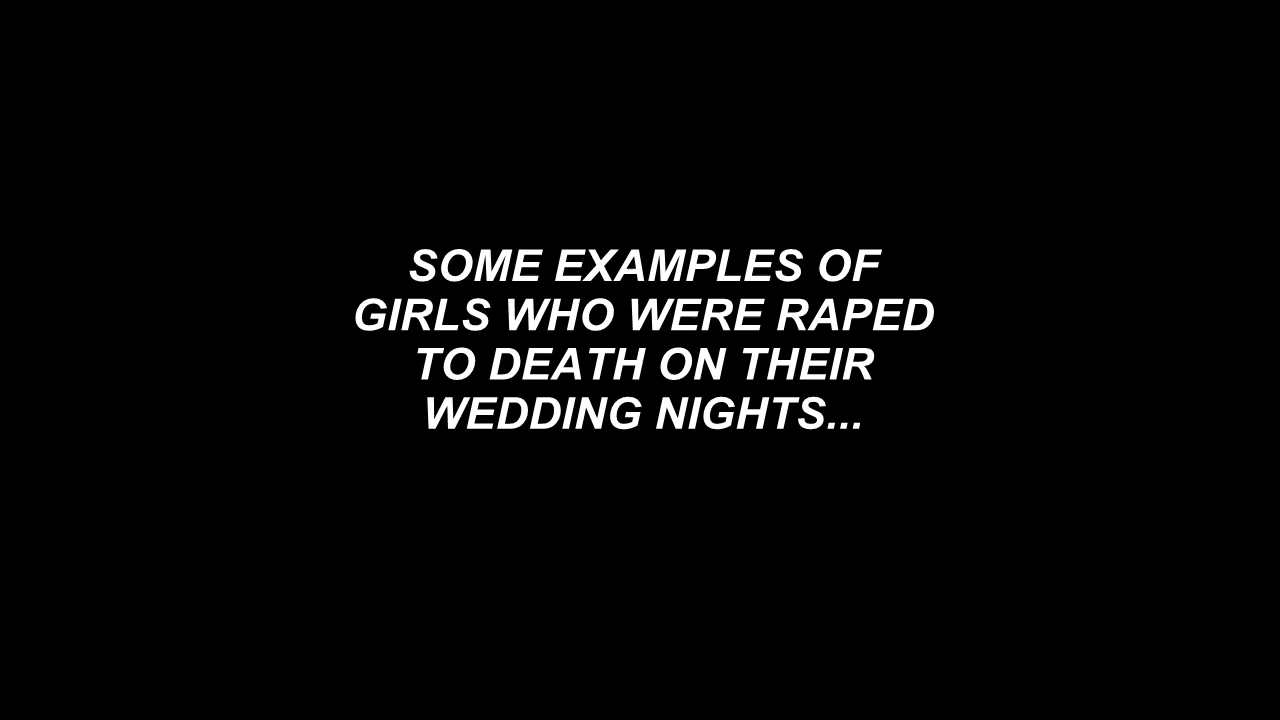 SOME EXAMPLES OF
GIRLS WHO WERE RAPED
TO DEATH ON THEIR
WEDDING NIGHTS...